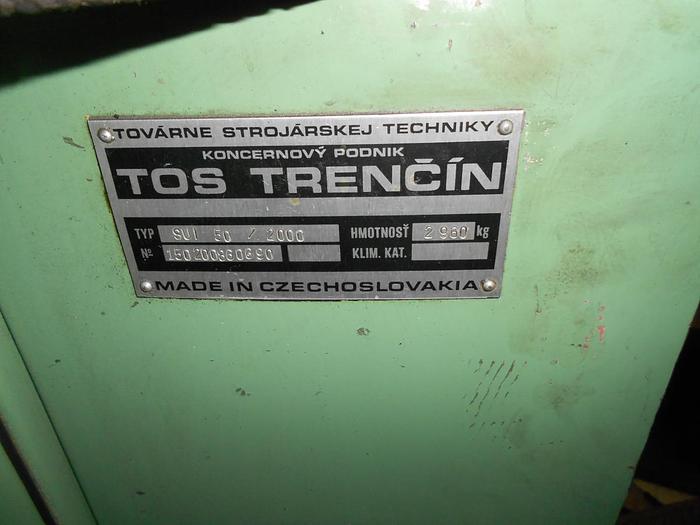 TOVÁRNE STROJÁRSKEJ TECHNIKY
KONCERNOVÝ PODNIK
TOS TRENČÍN
TYP SUI 50 / 2000 HMOTNOSŤ 2 960 kg
Nº KLIM. KAT.
MADE IN CZECHOSLOVAKIA